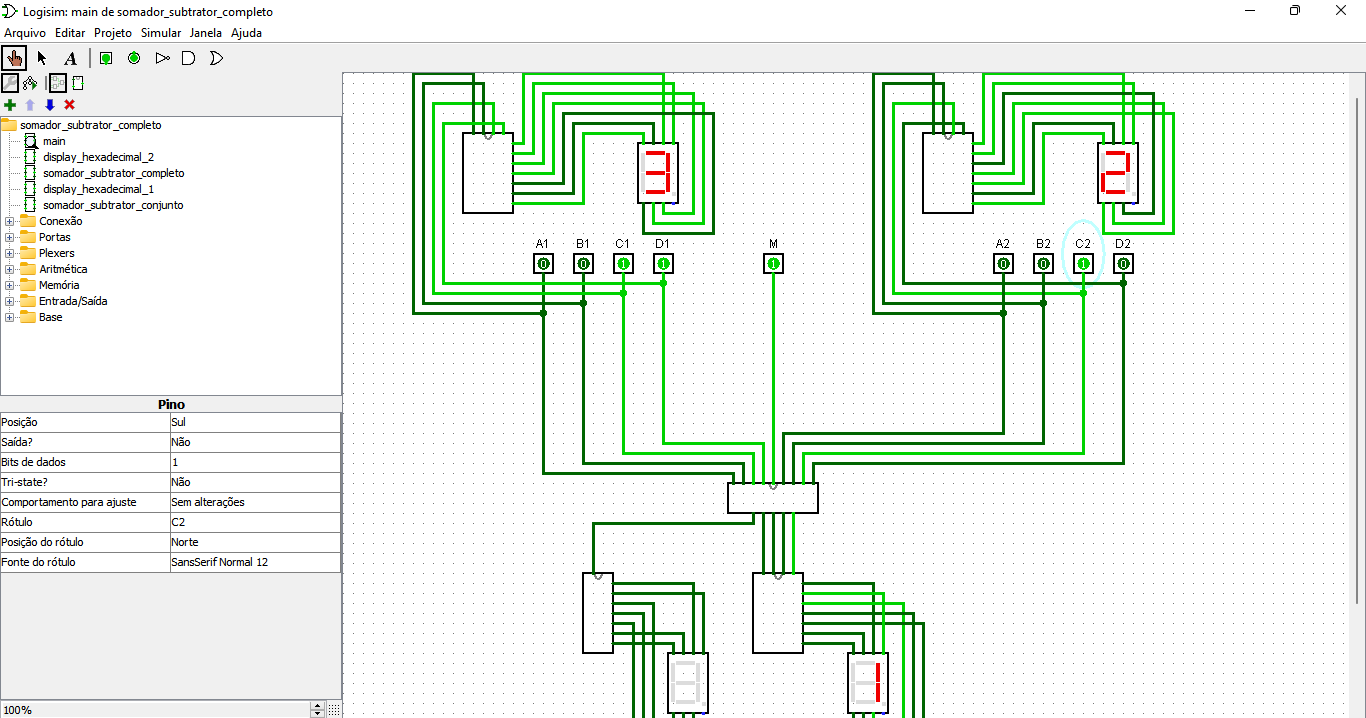 Logisim: main de somador_subtrator_completo
Arquivo Editar Projeto Simular Janela Ajuda
A
somador_subtrator_completo
main
display_hexadecimal_2
somador_subtrator_completo
display_hexadecimal_1
somador_subtrator_conjunto
Conexão
Portas
Plexers
Aritmética
Memória
Entrada/Saída
Base
Pino
Posição Sul
Saída? Não
Bits de dados 1
Tri-state? Não
Comportamento para ajuste Sem alterações
Rótulo C2
Posição do rótulo Norte
Fonte do rótulo SansSerif Normal 12
100%
3 2
A1 B1 C1 D1 M A2 B2 C2 D2
0 0 1 1 1 0 0 1 0
1